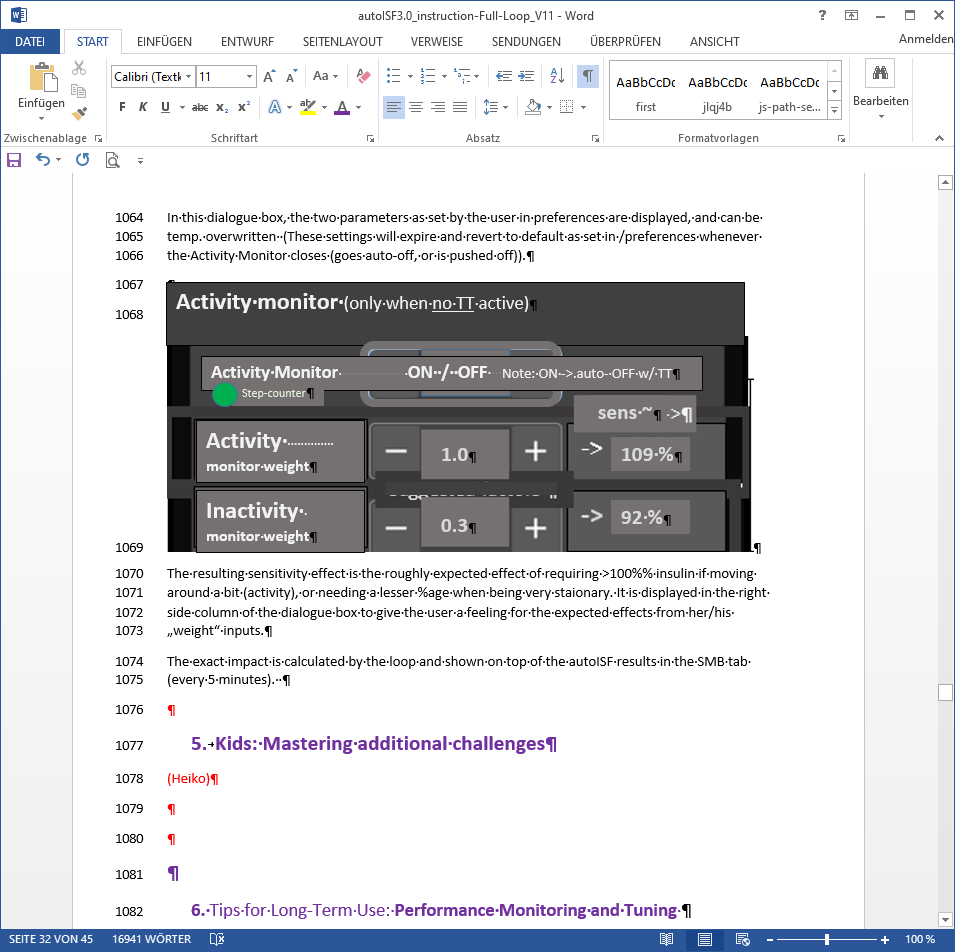 autoISF3.0_instruction-Full-Loop_V11 - Word
Anmelden
DATEI START EINFÜGEN ENTWURF SEITENLAYOUT VERWEISE SENDUNGEN ÜBERPRÜFEN ANSICHT
Calibri (Textk 11
Einfügen
F K U abc x₂ x²
AaBbCcDc AaBbCcDc AaBbCcDc
first jlqj4b js-path-se...
Bearbeiten
Zwischenablage Schriftart Absatz Formatvorlagen
1064 In·this·dialogue·box,·the·two·parameters·as·set·by·the·user·in·preferences·are·displayed,·and·can·be·
1065 temp.·overwritten··(These·settings·will·expire·and·revert·to·default·as·set·in·/preferences·whenever·
1066 the·Activity·Monitor·closes·(goes·auto-off,·or·is·pushed·off)).¶
1067 ¶
1068
Activity·monitor·(only·when·no·TT·active)¶
Activity·Monitor· ·ON·/··OFF· Note:·ON·->.auto-·OFF·w/·TT¶
Step-counter¶
sens·~¶ ·>¶
Activity·..............
monitor·weight¶
— 1.0¶ + -> 109·%¶
Inactivity··
monitor·weight¶
— 0.3¶ + -> 92·%¶
1069 ¶
1070 The·resulting·sensitivity·effect·is·the·roughly·expected·effect·of·requiring·>100%%·insulin·if·moving·
1071 around·a·bit·(activity),·or·needing·a·lesser·%age·when·being·very·staionary.·It·is·displayed·in·the·right·
1072 side·column·of·the·dialogue·box·to·give·the·user·a·feeling·for·the·expected·effects·from·her/his·
1073 „weight“·inputs.¶
1074 The·exact·impact·is·calculated·by·the·loop·and·shown·on·top·of·the·autoISF·results·in·the·SMB·tab·
1075 (every·5·minutes).··¶
1076 ¶
1077 5.→Kids:·Mastering·additional·challenges¶
1078 (Heiko)¶
1079 ¶
1080 ¶
1081 ¶
1082 6.·Tips·for·Long-Term·Use:·Performance·Monitoring·and·Tuning·¶
SEITE 32 VON 45 16941 WÖRTER 100 %